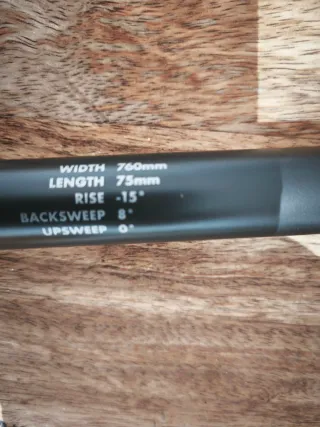 WIDTH 760mm
LENGTH 75mm
RISE -15°
BACKSWEEP 8°
UPSWEEP 0°